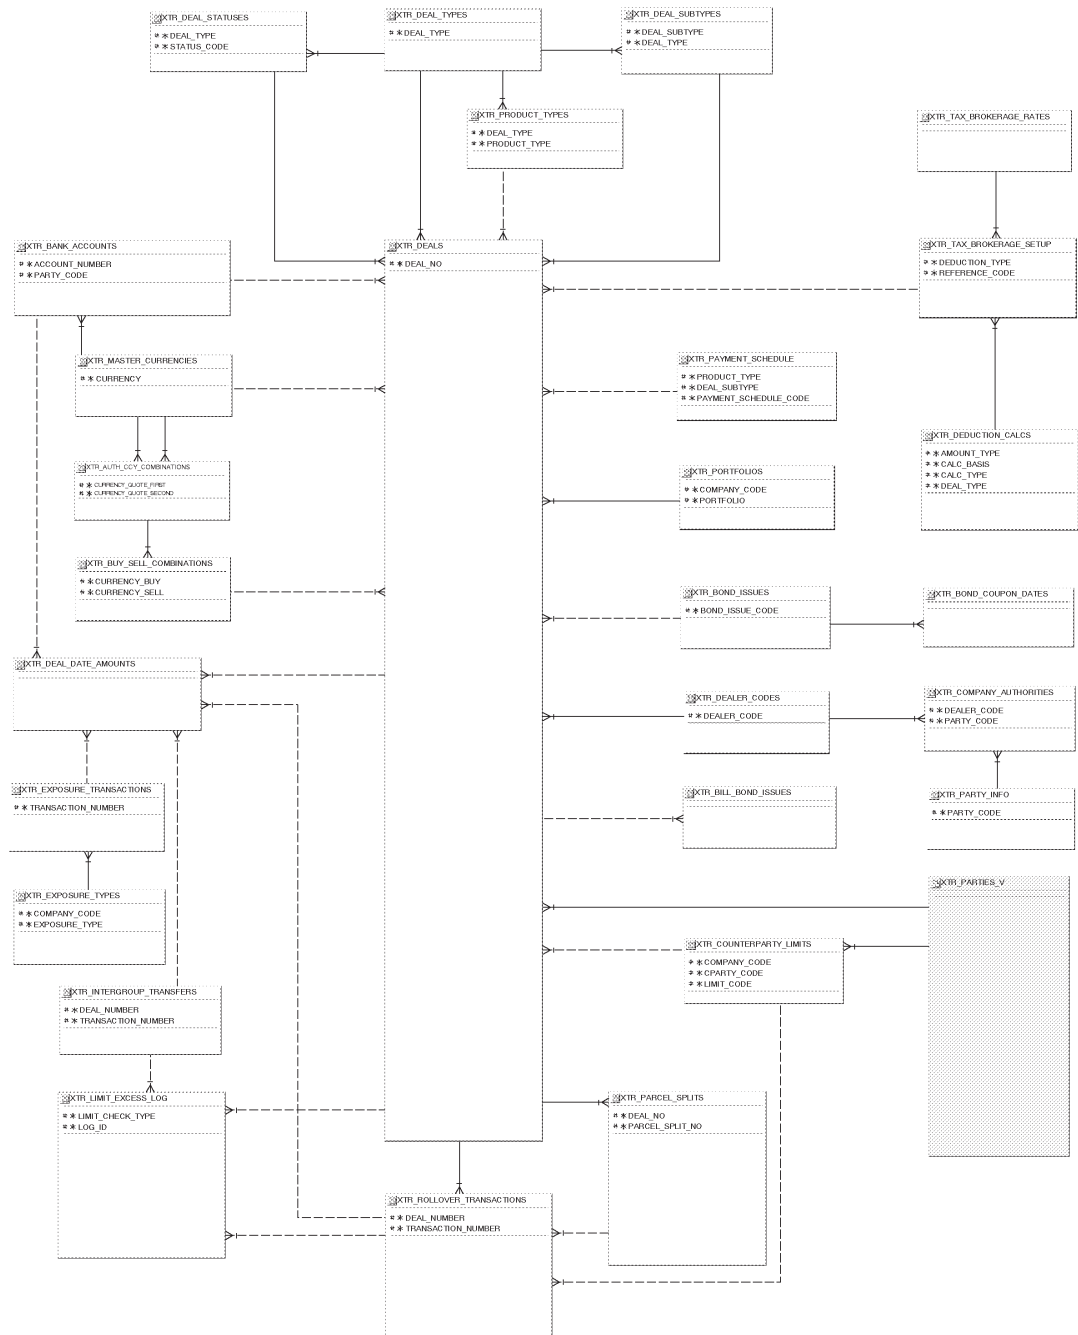 XTR_DEAL_STATUSES
# * DEAL_TYPE
# * STATUS_CODE
XTR_DEAL_TYPES
# * DEAL_TYPE
XTR_DEAL_SUBTYPES
# * DEAL_SUBTYPE
# * DEAL_TYPE
XTR_PRODUCT_TYPES
# * DEAL_TYPE
# * PRODUCT_TYPE
XTR_TAX_BROKERAGE_RATES
XTR_BANK_ACCOUNTS
# * ACCOUNT_NUMBER
# * PARTY_CODE
XTR_DEALS
# * DEAL_NO
XTR_TAX_BROKERAGE_SETUP
# * DEDUCTION_TYPE
# * REFERENCE_CODE
XTR_MASTER_CURRENCIES
# * CURRENCY
XTR_PAYMENT_SCHEDULE
# * PRODUCT_TYPE
# * DEAL_SUBTYPE
# * PAYMENT_SCHEDULE_CODE
XTR_DEDUCTION_CALCS
# * AMOUNT_TYPE
# * CALC_BASIS
# * CALC_TYPE
# * DEAL_TYPE
XTR_AUTH_CCY_COMBINATIONS
# * CURRENCY_QUOTE_FIRST
# * CURRENCY_QUOTE_SECOND
XTR_PORTFOLIOS
# * COMPANY_CODE
# * PORTFOLIO
XTR_BUY_SELL_COMBINATIONS
# * CURRENCY_BUY
# * CURRENCY_SELL
XTR_BOND_ISSUES
# * BOND_ISSUE_CODE
XTR_BOND_COUPON_DATES
XTR_DEAL_DATE_AMOUNTS
XTR_DEALER_CODES
# * DEALER_CODE
XTR_COMPANY_AUTHORITIES
# * DEALER_CODE
# * PARTY_CODE
XTR_EXPOSURE_TRANSACTIONS
# * TRANSACTION_NUMBER
XTR_BILL_BOND_ISSUES
XTR_PARTY_INFO
# * PARTY_CODE
XTR_EXPOSURE_TYPES
# * COMPANY_CODE
# * EXPOSURE_TYPE
XTR_PARTIES_V
XTR_COUNTERPARTY_LIMITS
# * COMPANY_CODE
# * CPARTY_CODE
# * LIMIT_CODE
XTR_INTERGROUP_TRANSFERS
# * DEAL_NUMBER
# * TRANSACTION_NUMBER
XTR_LIMIT_EXCESS_LOG
# * LIMIT_CHECK_TYPE
# * LOG_ID
XTR_PARCEL_SPLITS
# * DEAL_NO
# * PARCEL_SPLIT_NO
XTR_ROLLOVER_TRANSACTIONS
# * DEAL_NUMBER
# * TRANSACTION_NUMBER